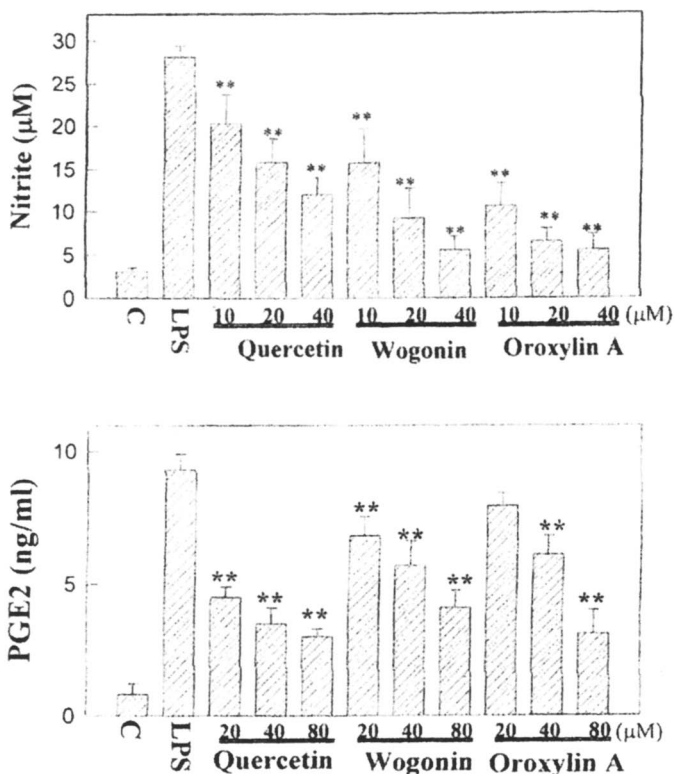 30
25
20
15
10
5
0
Nitrite (μM)
** ** ** ** ** ** ** ** **
C LPS 10 20 40 10 20 40 10 20 40 (μM)
Quercetin Wogonin Oroxylin A
10
5
0
PGE2 (ng/ml)
** ** ** ** ** ** ** **
C LPS 20 40 80 20 40 80 20 40 80 (μM)
Quercetin Wogonin Oroxylin A